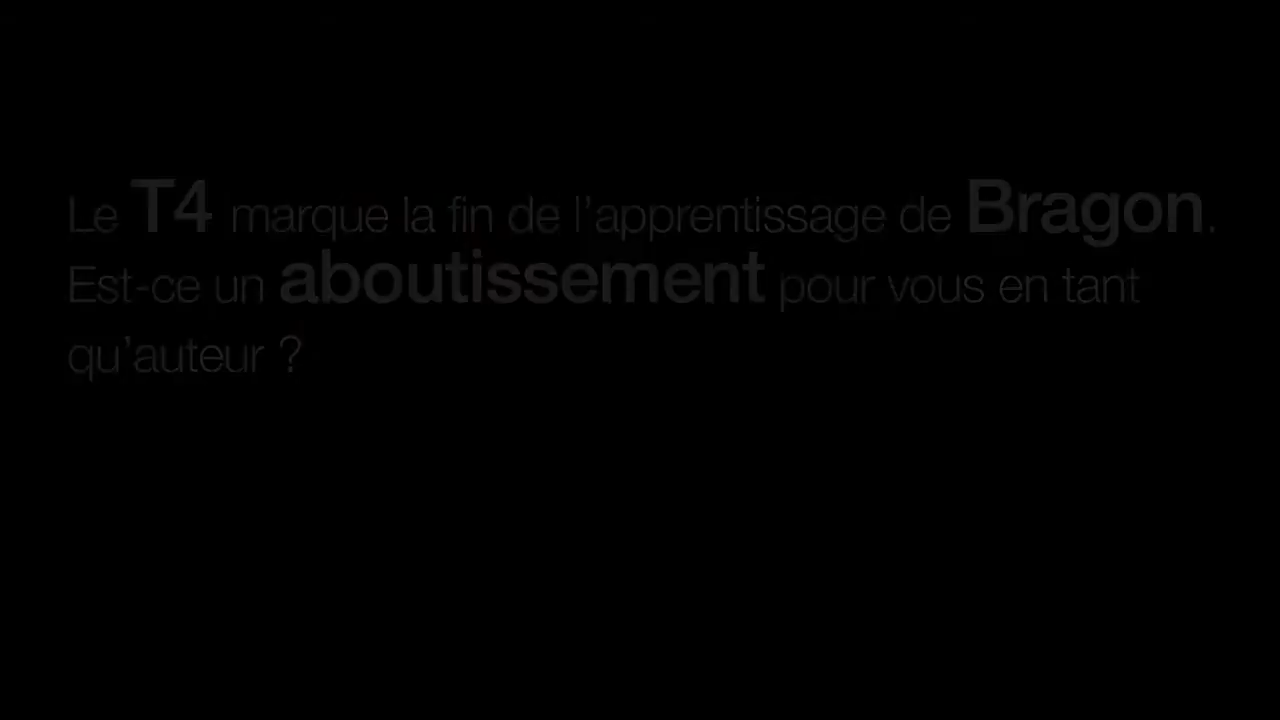 Le T4 marque la fin de l’apprentissage de Bragon.
Est-ce un aboutissement pour vous en tant
qu’auteur ?